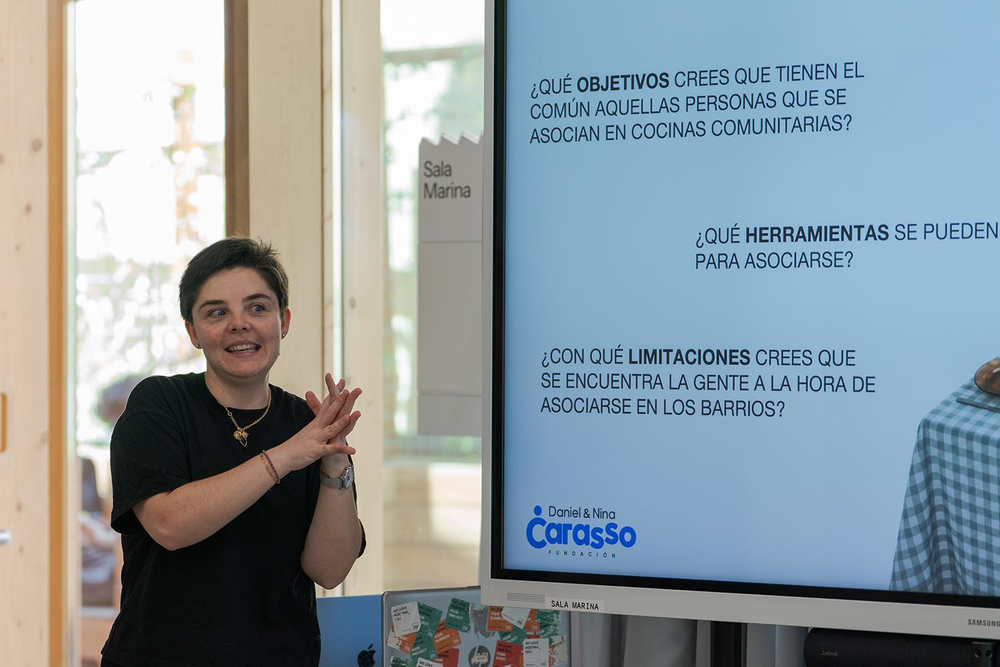 ¿QUÉ OBJETIVOS CREES QUE TIENEN EL
COMÚN AQUELLAS PERSONAS QUE SE
ASOCIAN EN COCINAS COMUNITARIAS?
Sala
Marina
¿QUÉ HERRAMIENTAS SE PUEDEN
PARA ASOCIARSE?
¿CON QUÉ LIMITACIONES CREES QUE
SE ENCUENTRA LA GENTE A LA HORA DE
ASOCIARSE EN LOS BARRIOS?
Daniel & Nina
Carasso
FUNDACIÓN
SALA MARINA
SAMSUNG
Jabra